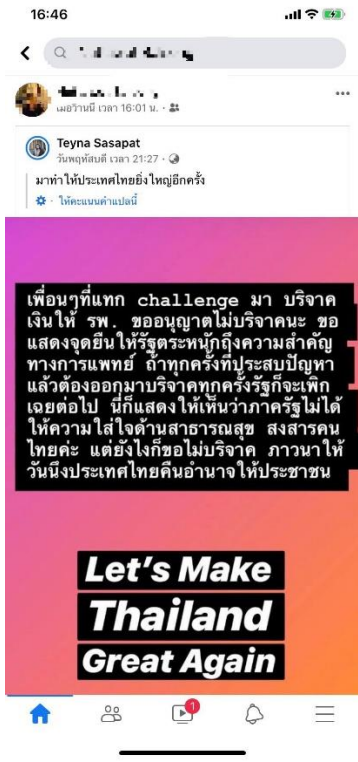 16:46
เมื่อวานนี้ เวลา 16:01 น. ·
Teyna Sasapat
วันพฤหัสบดี เวลา 21:27 ·
มาทำให้ประเทศไทยยิ่งใหญ่อีกครั้ง
· ให้คะแนนคำแปลนี้
เพื่อนๆที่แทก challenge มา บริจาค
เงินให้ รพ. ขออนุญาตไม่บริจาคนะ ขอ
แสดงจุดยืนให้รัฐตระหนักถึงความสำคัญ
ทางการแพทย์ ถ้าทุกครั้งที่ประสบปัญหา
แล้วต้องออกมาบริจาคทุกครั้งรัฐก็จะเพิก
เฉยต่อไป นี่ก็แสดงให้เห็นว่าภาครัฐไม่ได้
ให้ความใส่ใจด้านสาธารณสุข สงสารคน
ไทยค่ะ แต่ยังไงก็ขอไม่บริจาค ภาวนาให้
วันนึงประเทศไทยคืนอำนาจให้ประชาชน
Let's Make
Thailand
Great Again
1